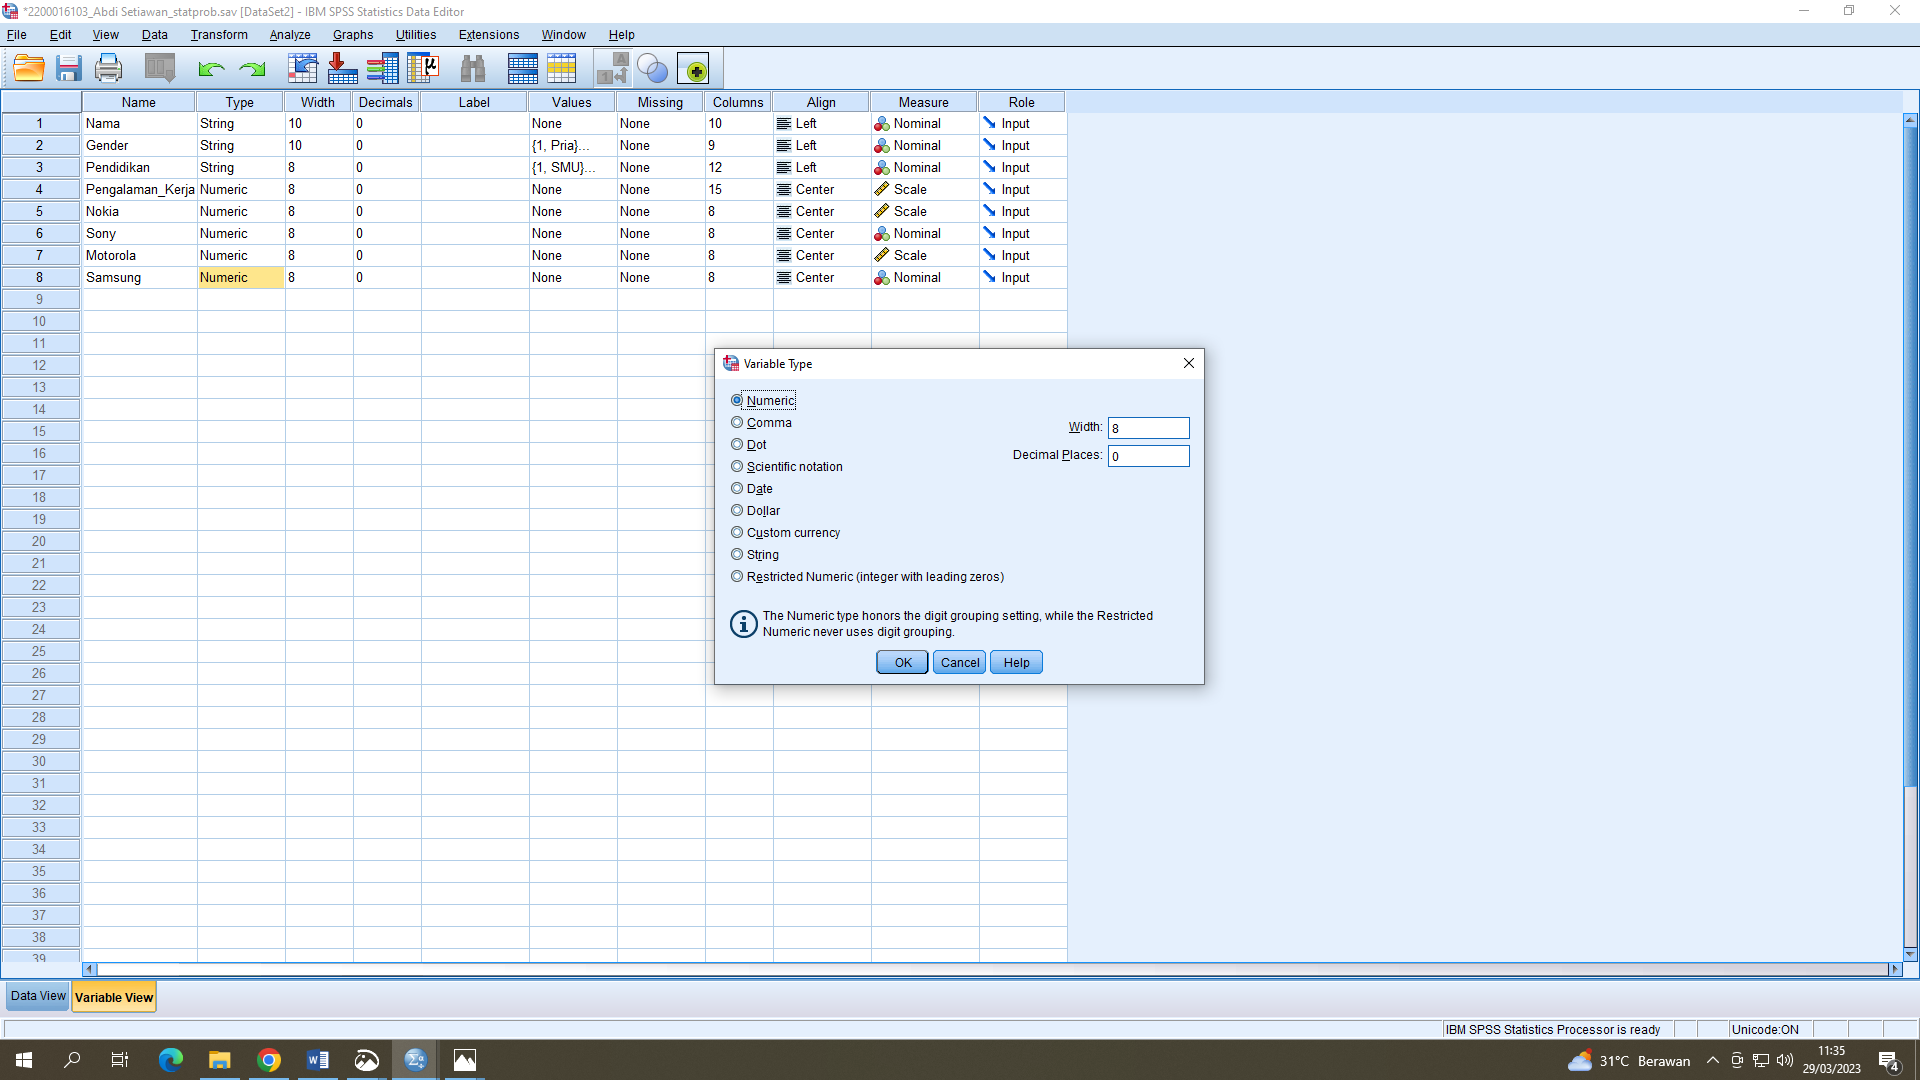 *2200016103_Abdi Setiawan_statprob.sav [DataSet2] - IBM SPSS Statistics Data Editor
File Edit View Data Transform Analyze Graphs Utilities Extensions Window Help
Name Type Width Decimals Label Values Missing Columns Align Measure Role
1 Nama String 10 0 None None 10 Left Nominal Input
2 Gender String 10 0 {1, Pria}... None 9 Left Nominal Input
3 Pendidikan String 8 0 {1, SMU}... None 12 Left Nominal Input
4 Pengalaman_Kerja Numeric 8 0 None None 15 Center Scale Input
5 Nokia Numeric 8 0 None None 8 Center Scale Input
6 Sony Numeric 8 0 None None 8 Center Nominal Input
7 Motorola Numeric 8 0 None None 8 Center Scale Input
8 Samsung Numeric 8 0 None None 8 Center Nominal Input
9
10
11
12
13
14
15
16
17
18
19
20
21
22
23
24
25
26
27
28
29
30
31
32
33
34
35
36
37
38
39
Variable Type
Numeric
Comma
Width: 8
Dot
Decimal Places: 0
Scientific notation
Date
Dollar
Custom currency
String
Restricted Numeric (integer with leading zeros)
The Numeric type honors the digit grouping setting, while the Restricted
Numeric never uses digit grouping.
OK Cancel Help
Data View Variable View
IBM SPSS Statistics Processor is ready Unicode:ON
31°C Berawan
11:35
29/03/2023
4